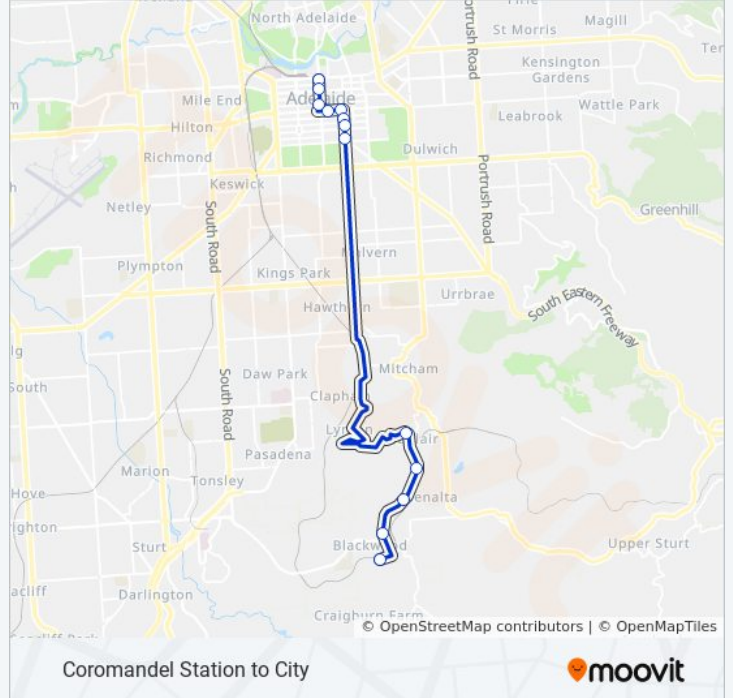 North Adelaide
St Morris
Magill
Portrush Road
Kensington
Gardens
Mile End
Adelaide
Wattle Park
Hilton
Leabrook
Richmond
Dulwich
Keswick
Portrush Road
Netley
South Road
Greenhill
Malvern
Plympton
Kings Park
Urrbrae
South Eastern Freeway
Hawthorn
Daw Park
Mitcham
South
South Road
Clapham
Pasadena
Marion
Tonsley
Hove
Sturt
Blackwood
Upper Sturt
Darlington
Craigburn Farm
© OpenStreetMap contributors | © OpenMapTiles
Coromandel Station to City
moovit